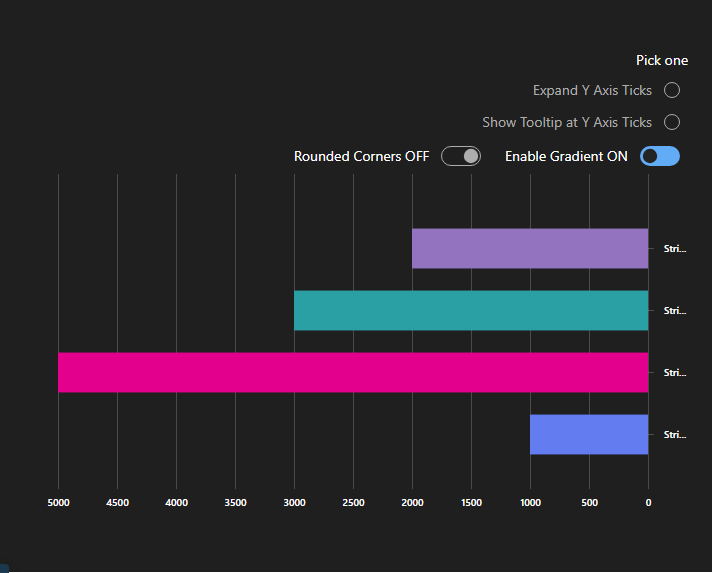 Pick one
Expand Y Axis Ticks
Show Tooltip at Y Axis Ticks
Rounded Corners OFF Enable Gradient ON
Stri...
Stri...
Stri...
Stri...
5000 4500 4000 3500 3000 2500 2000 1500 1000 500 0